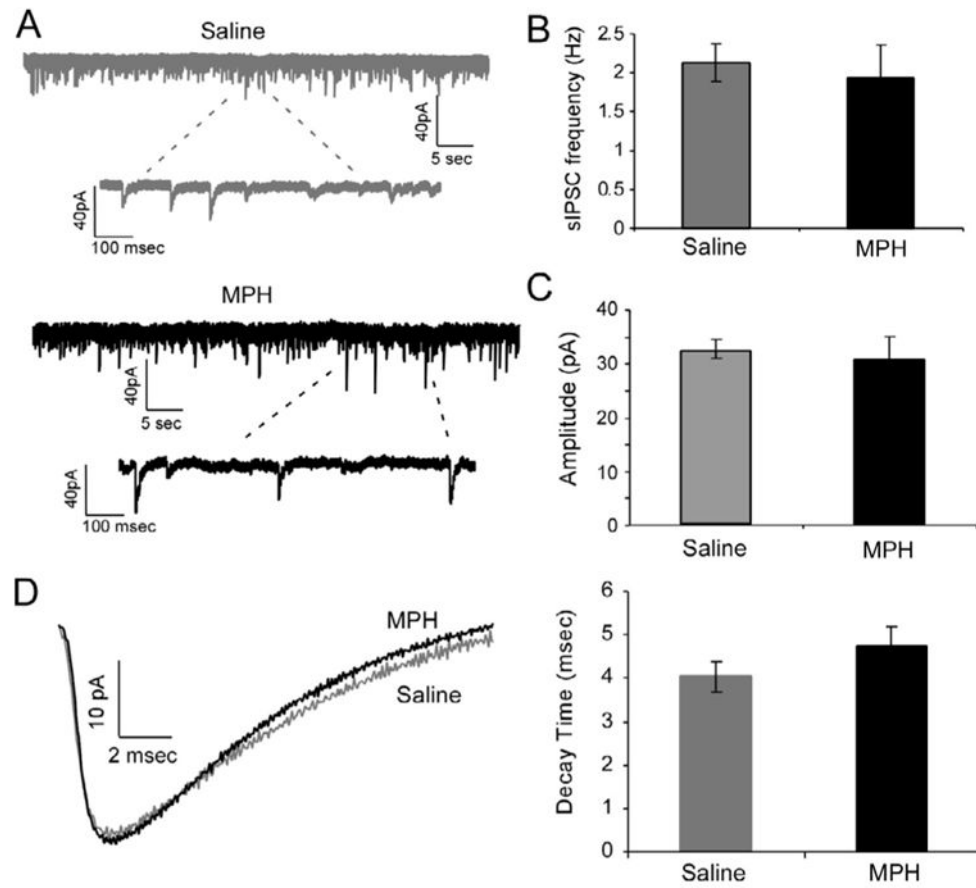 A
Saline
40pA
5 sec
40pA
100 msec
MPH
40pA
5 sec
40pA
100 msec
B
sIPSC frequency (Hz)
2.5
2
1.5
1
0.5
0
Saline
MPH
C
Amplitude (pA)
40
30
20
10
0
Saline
MPH
D
MPH
Saline
10 pA
2 msec
Decay Time (msec)
6
5
4
3
2
1
0
Saline
MPH